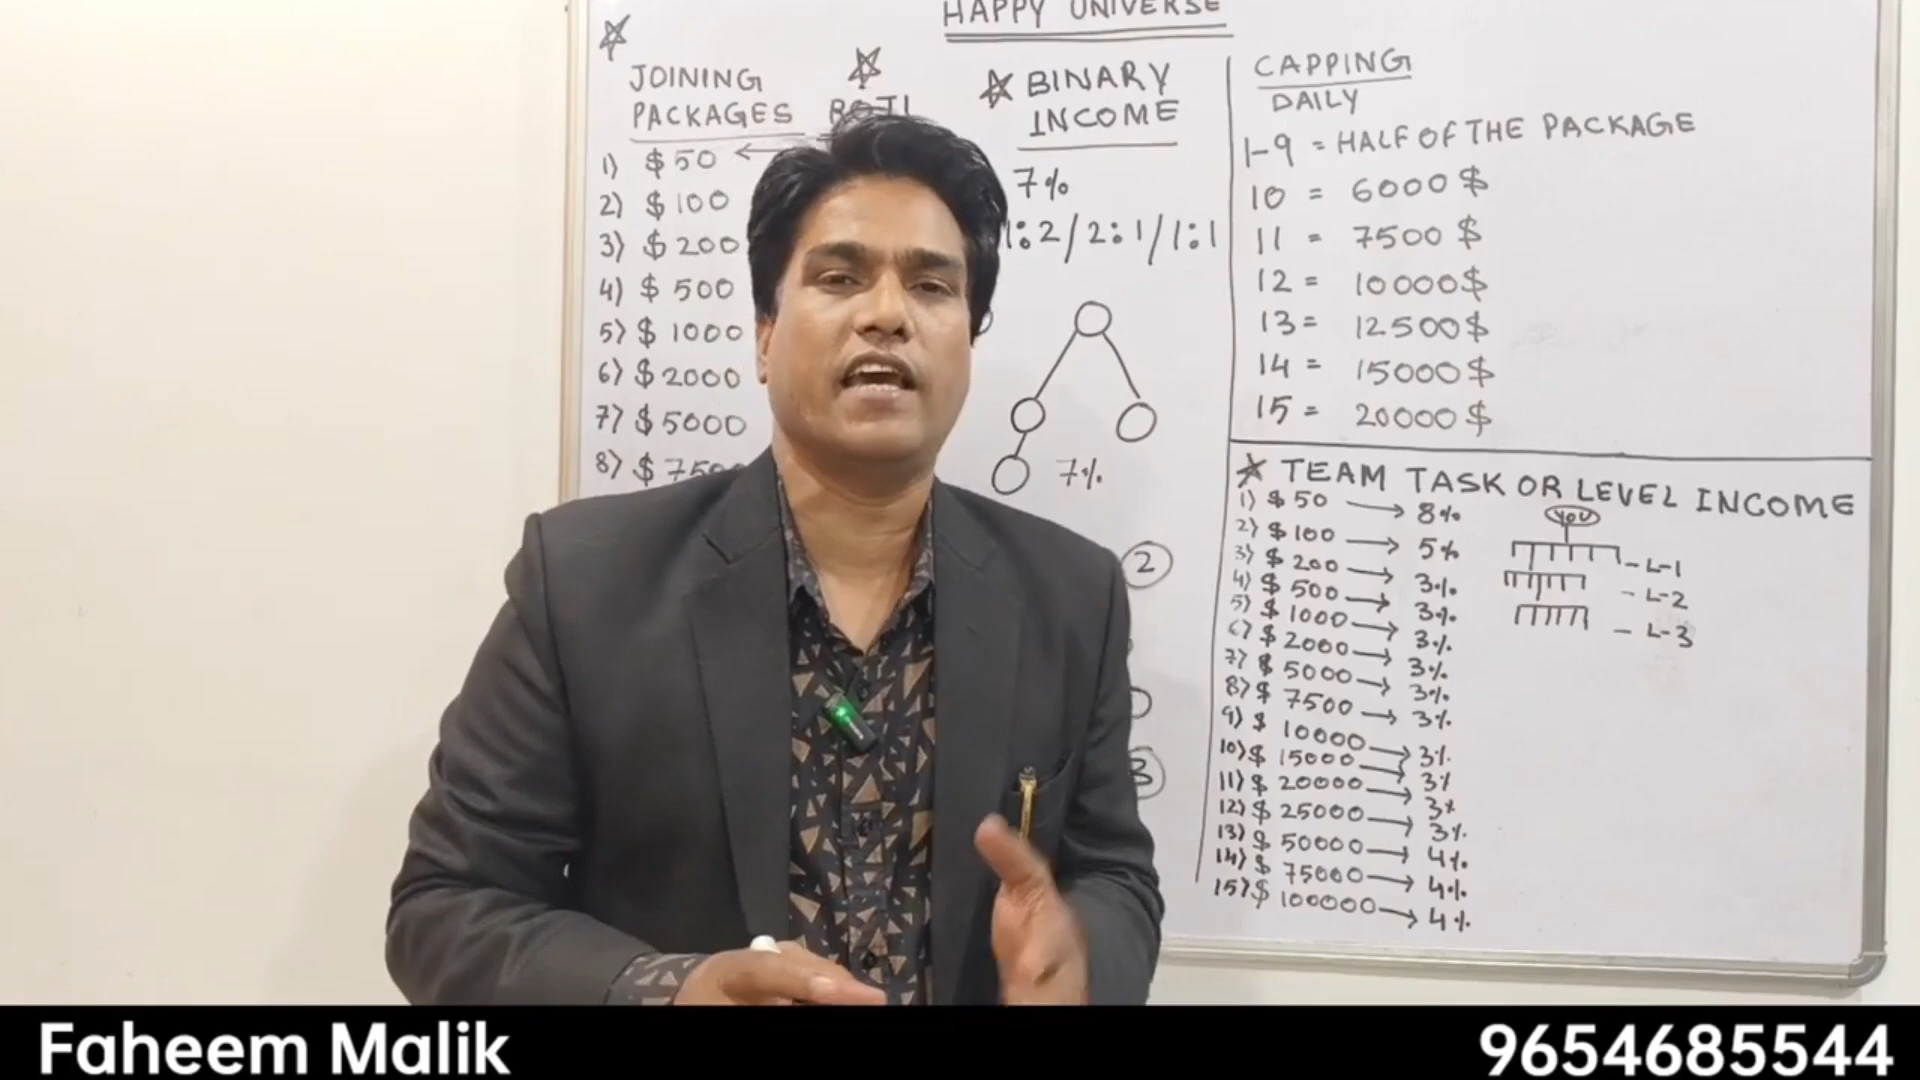 HAPPY UNIVERSE
JOINING
PACKAGES
1) $ 50
2) $ 100
3) $ 200
4) $ 500
5) $ 1000
6) $ 2000
7) $ 5000
8) $ 7500
BINARY
INCOME
7%
1:2/2:1/1:1
7%
2
3
CAPPING
DAILY
1-9 = HALF OF THE PACKAGE
10 = 6000 $
11 = 7500 $
12 = 10000 $
13 = 12500 $
14 = 15000 $
15 = 20000 $
TEAM TASK OR LEVEL INCOME
1) $ 50 → 8%
2) $ 100 → 5%
3) $ 200 → 3%
4) $ 500 → 3%
5) $ 1000 → 3%
6) $ 2000 → 3%
7) $ 5000 → 3%
8) $ 7500 → 3%
9) $ 10000 → 3%
10) $ 15000 → 3%
11) $ 20000 → 3%
12) $ 25000 → 3%
13) $ 50000 → 4%
14) $ 75000 → 4%
15) $ 100000 → 4%
YOU
- L-1
- L-2
- L-3
Faheem Malik
9654685544